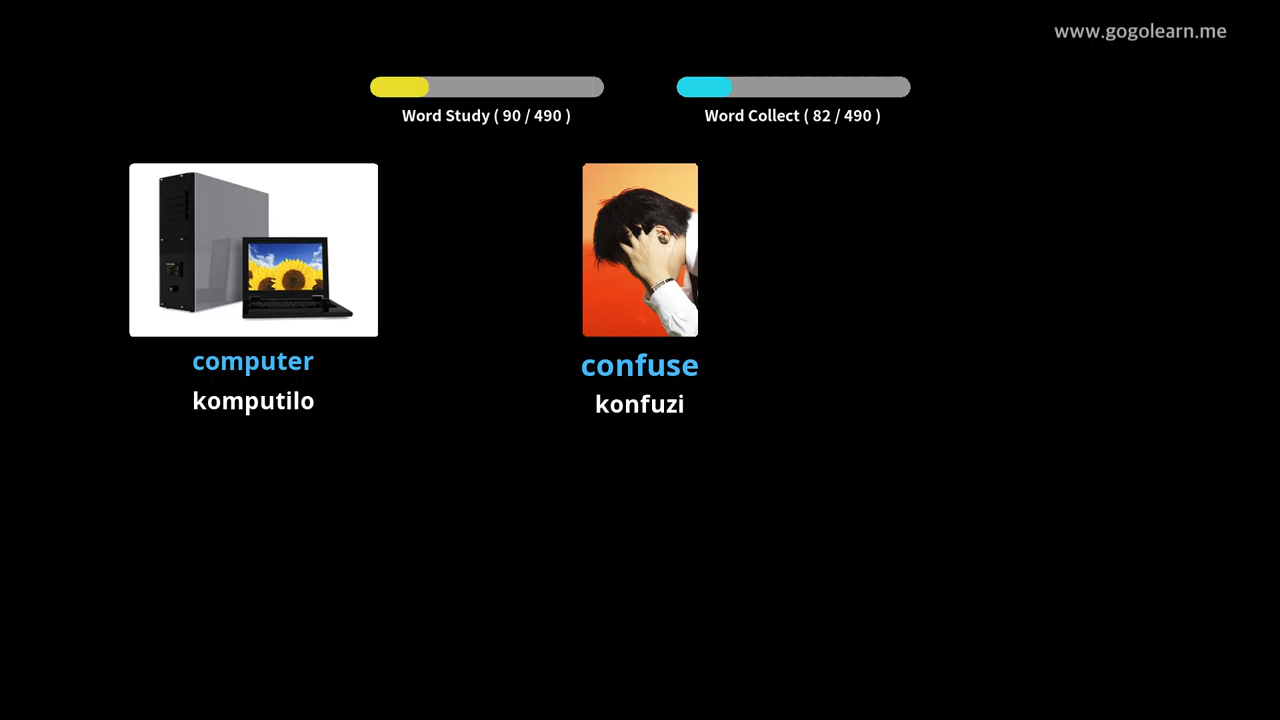 www.gogolearn.me
Word Study ( 90 / 490 )
Word Collect ( 82 / 490 )
computer
komputilo
confuse
konfuzi